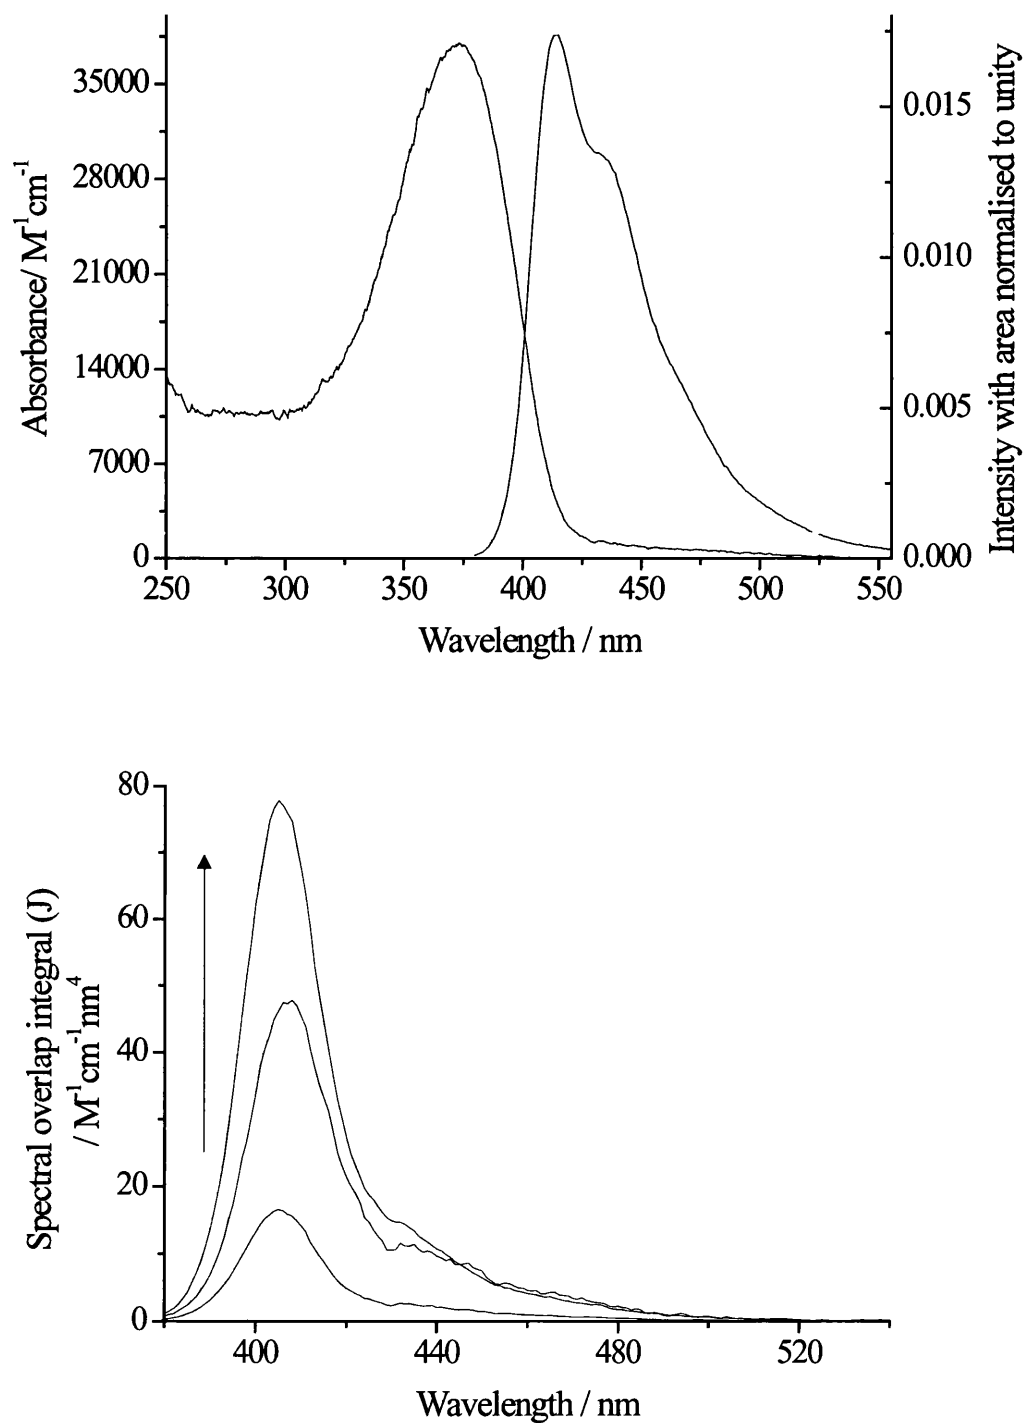 Absorbance/ M⁻¹cm⁻¹
35000
28000
21000
14000
7000
0
250 300 350 400 450 500 550
Wavelength / nm
0.015
0.010
0.005
0.000
Intensity with area normalised to unity
Spectral overlap integral (J)
/ M⁻¹cm⁻¹nm⁴
80
60
40
20
0
400 440 480 520
Wavelength / nm